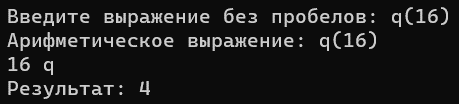 Введите выражение без пробелов: q(16)
Арифметическое выражение: q(16)
16 q
Результат: 4